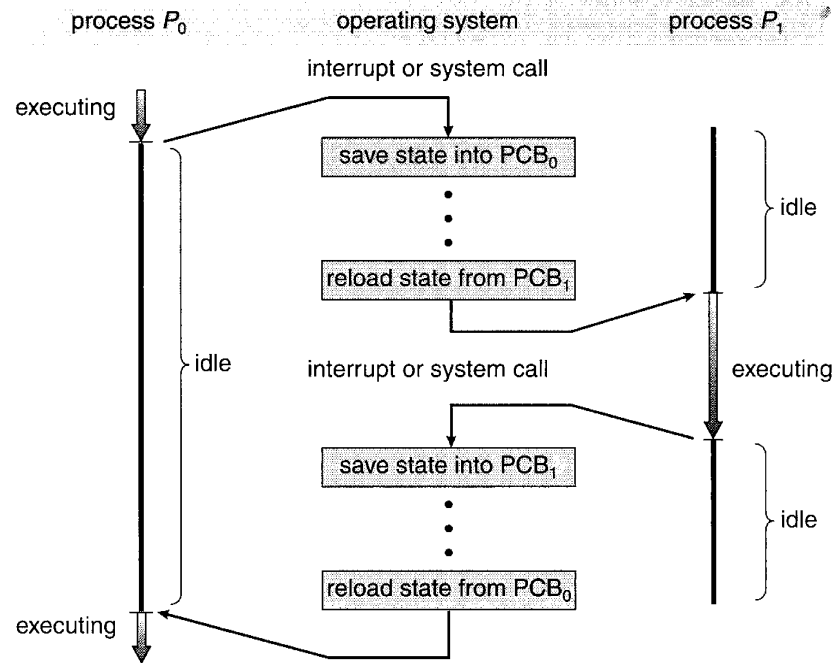 process P₀
operating system
process P₁
interrupt or system call
executing
save state into PCB₀
idle
reload state from PCB₁
idle
interrupt or system call
executing
save state into PCB₁
idle
reload state from PCB₀
executing